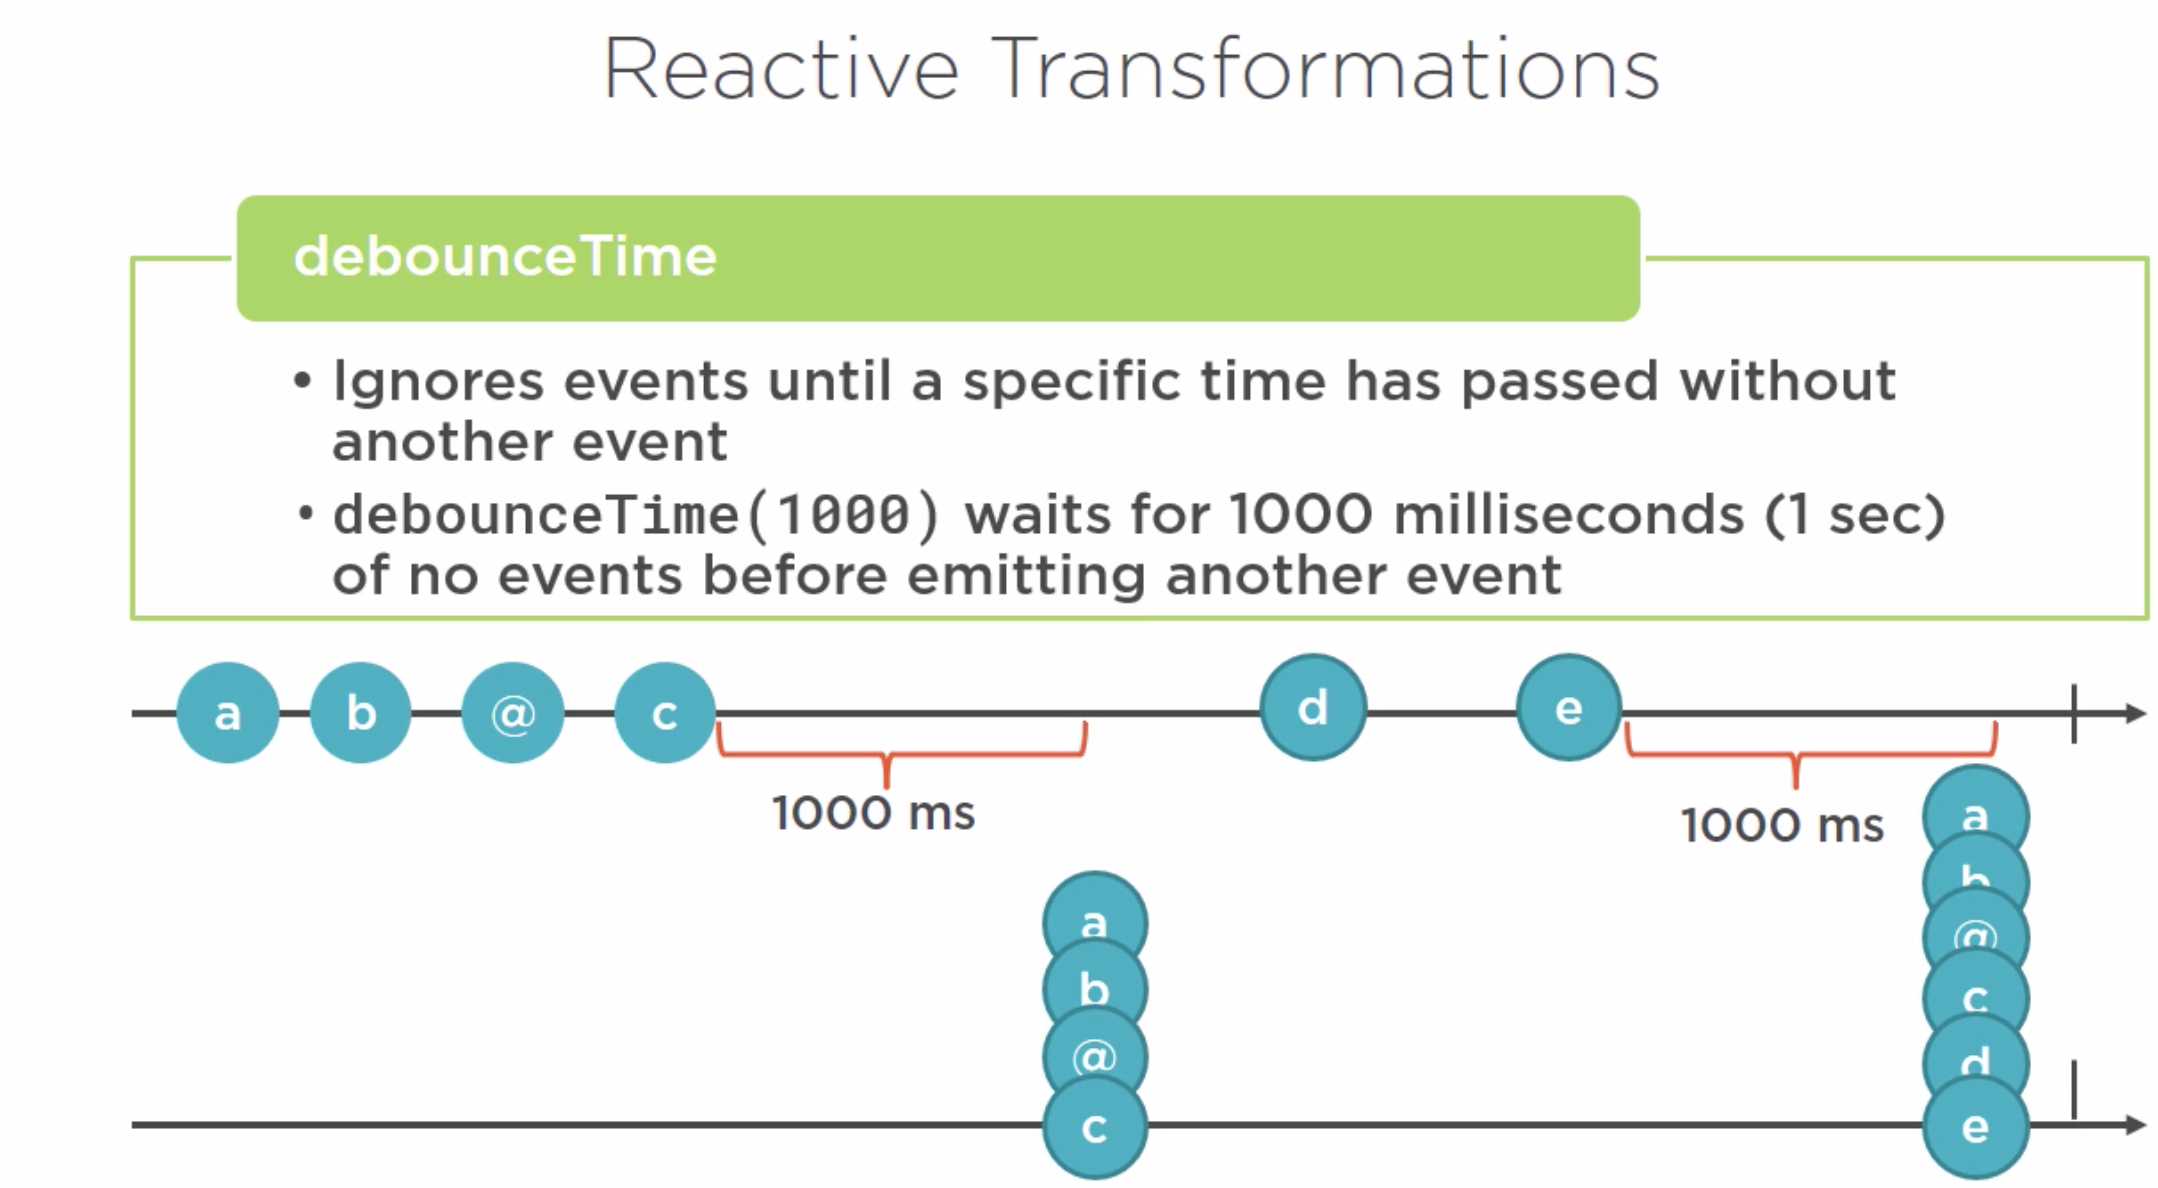 Reactive Transformations
debounceTime
• Ignores events until a specific time has passed without
another event
• debounceTime(1000) waits for 1000 milliseconds (1 sec)
of no events before emitting another event
a b @ c d e
1000 ms 1000 ms
a
b
@
c
a
b
@
c
d
e